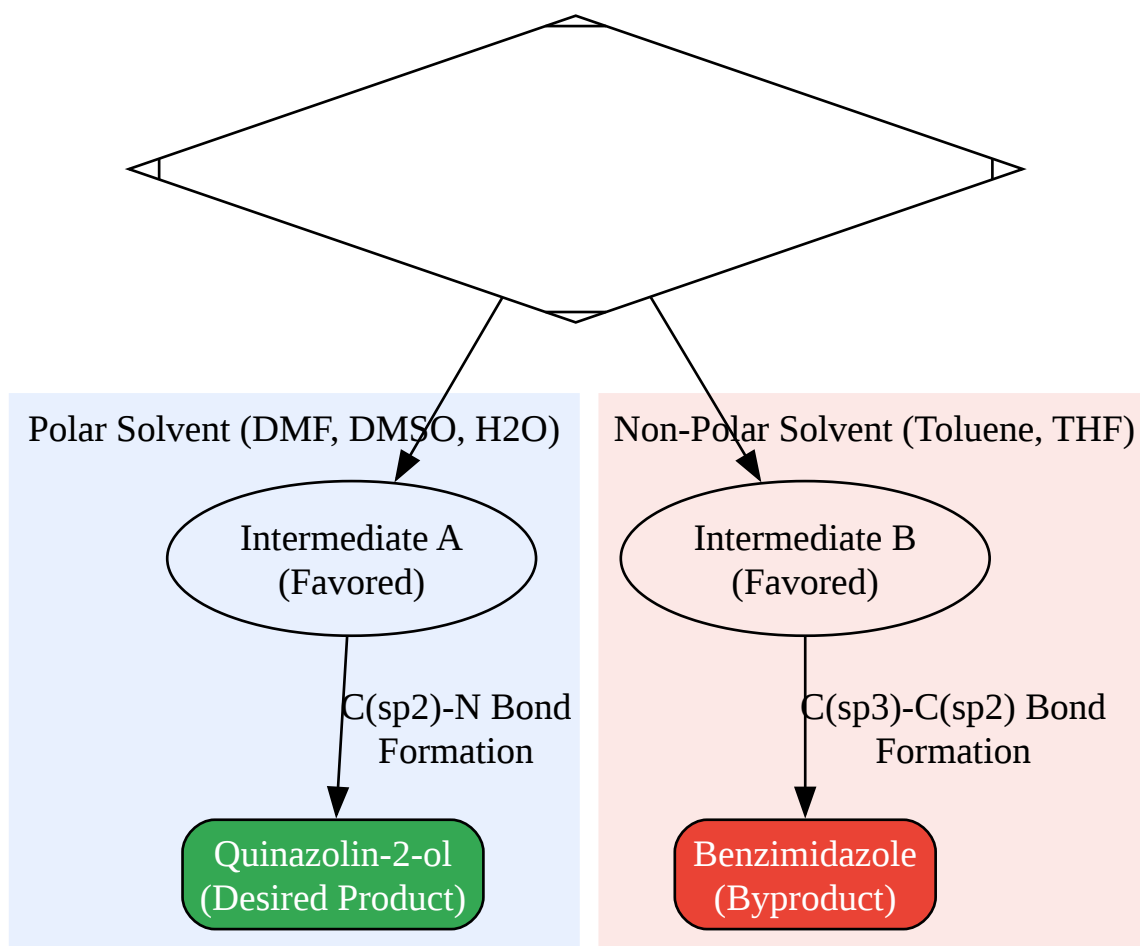 Polar Solvent (DMF, DMSO, H2O)
Intermediate A
(Favored)
C(sp2)-N Bond
Formation
Quinazolin-2-ol
(Desired Product)
Non-Polar Solvent (Toluene, THF)
Intermediate B
(Favored)
C(sp3)-C(sp2) Bond
Formation
Benzimidazole
(Byproduct)